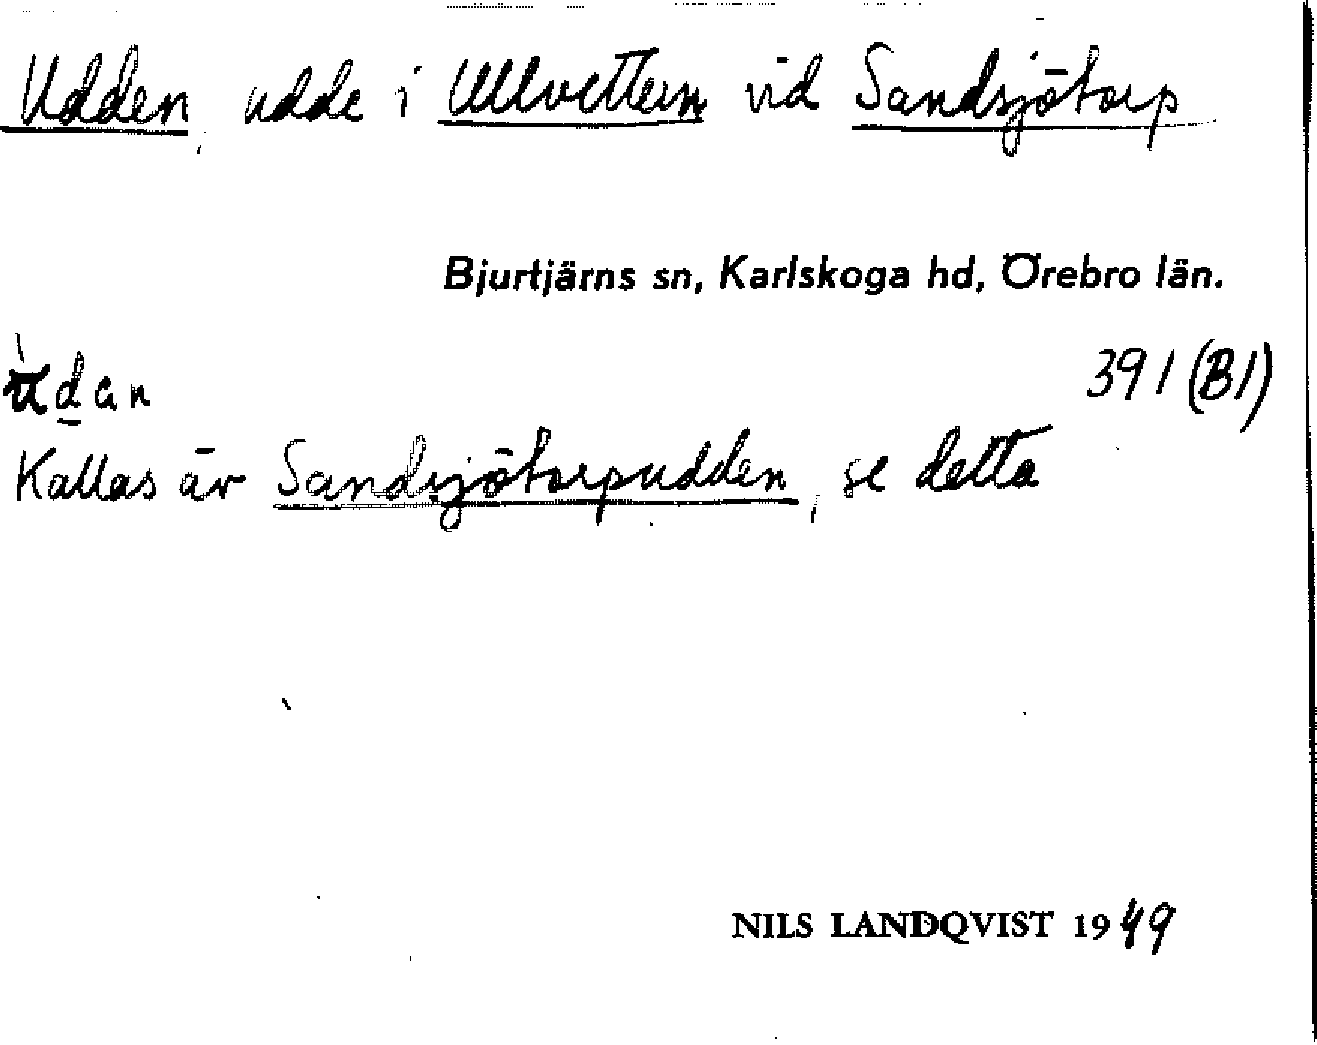 Udden, udde i Ullvettern vid Sandsjötorp
Bjurtjärns sn, Karlskoga hd, Örebro län.
391 (B1)
Kallas äv Sandsjötorpudden, se detta
NILS LANDQVIST 1949